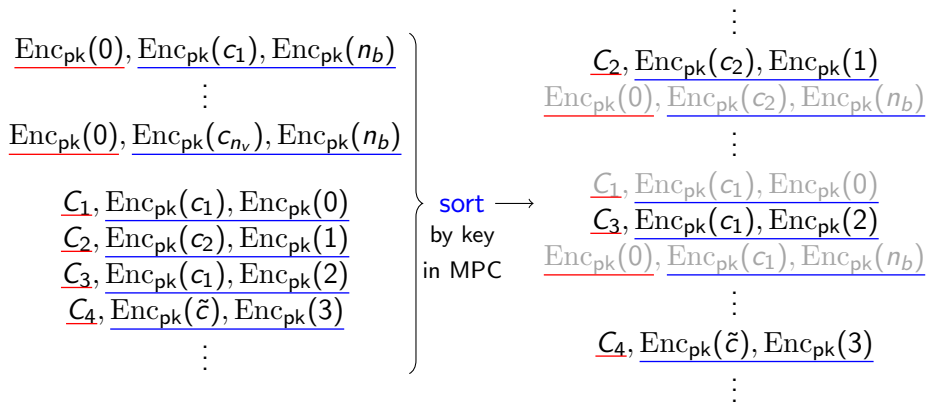 Enc_pk(0), Enc_pk(c_1), Enc_pk(n_b)
⋮
Enc_pk(0), Enc_pk(c_{n_v}), Enc_pk(n_b)
C_1, Enc_pk(c_1), Enc_pk(0)
C_2, Enc_pk(c_2), Enc_pk(1)
C_3, Enc_pk(c_1), Enc_pk(2)
C_4, Enc_pk(c̃), Enc_pk(3)
⋮
sort
by key
in MPC
⋮
C_2, Enc_pk(c_2), Enc_pk(1)
Enc_pk(0), Enc_pk(c_2), Enc_pk(n_b)
⋮
C_1, Enc_pk(c_1), Enc_pk(0)
C_3, Enc_pk(c_1), Enc_pk(2)
Enc_pk(0), Enc_pk(c_1), Enc_pk(n_b)
⋮
C_4, Enc_pk(c̃), Enc_pk(3)
⋮